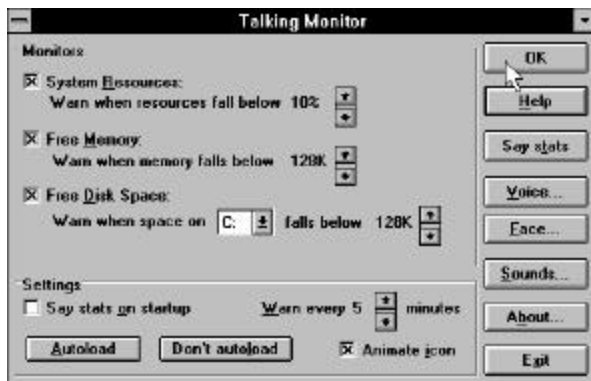 Talking Monitor
Monitors
System Resources:
Warn when resources fall below 10%
Free Memory:
Warn when memory falls below 128K
Free Disk Space:
Warn when space on C: falls below 128K
Settings
Say stats on startup
Warn every 5 minutes
Autoload
Don't autoload
Animate icon
OK
Help
Say stats
Voice...
Face...
Sounds...
About...
Exit